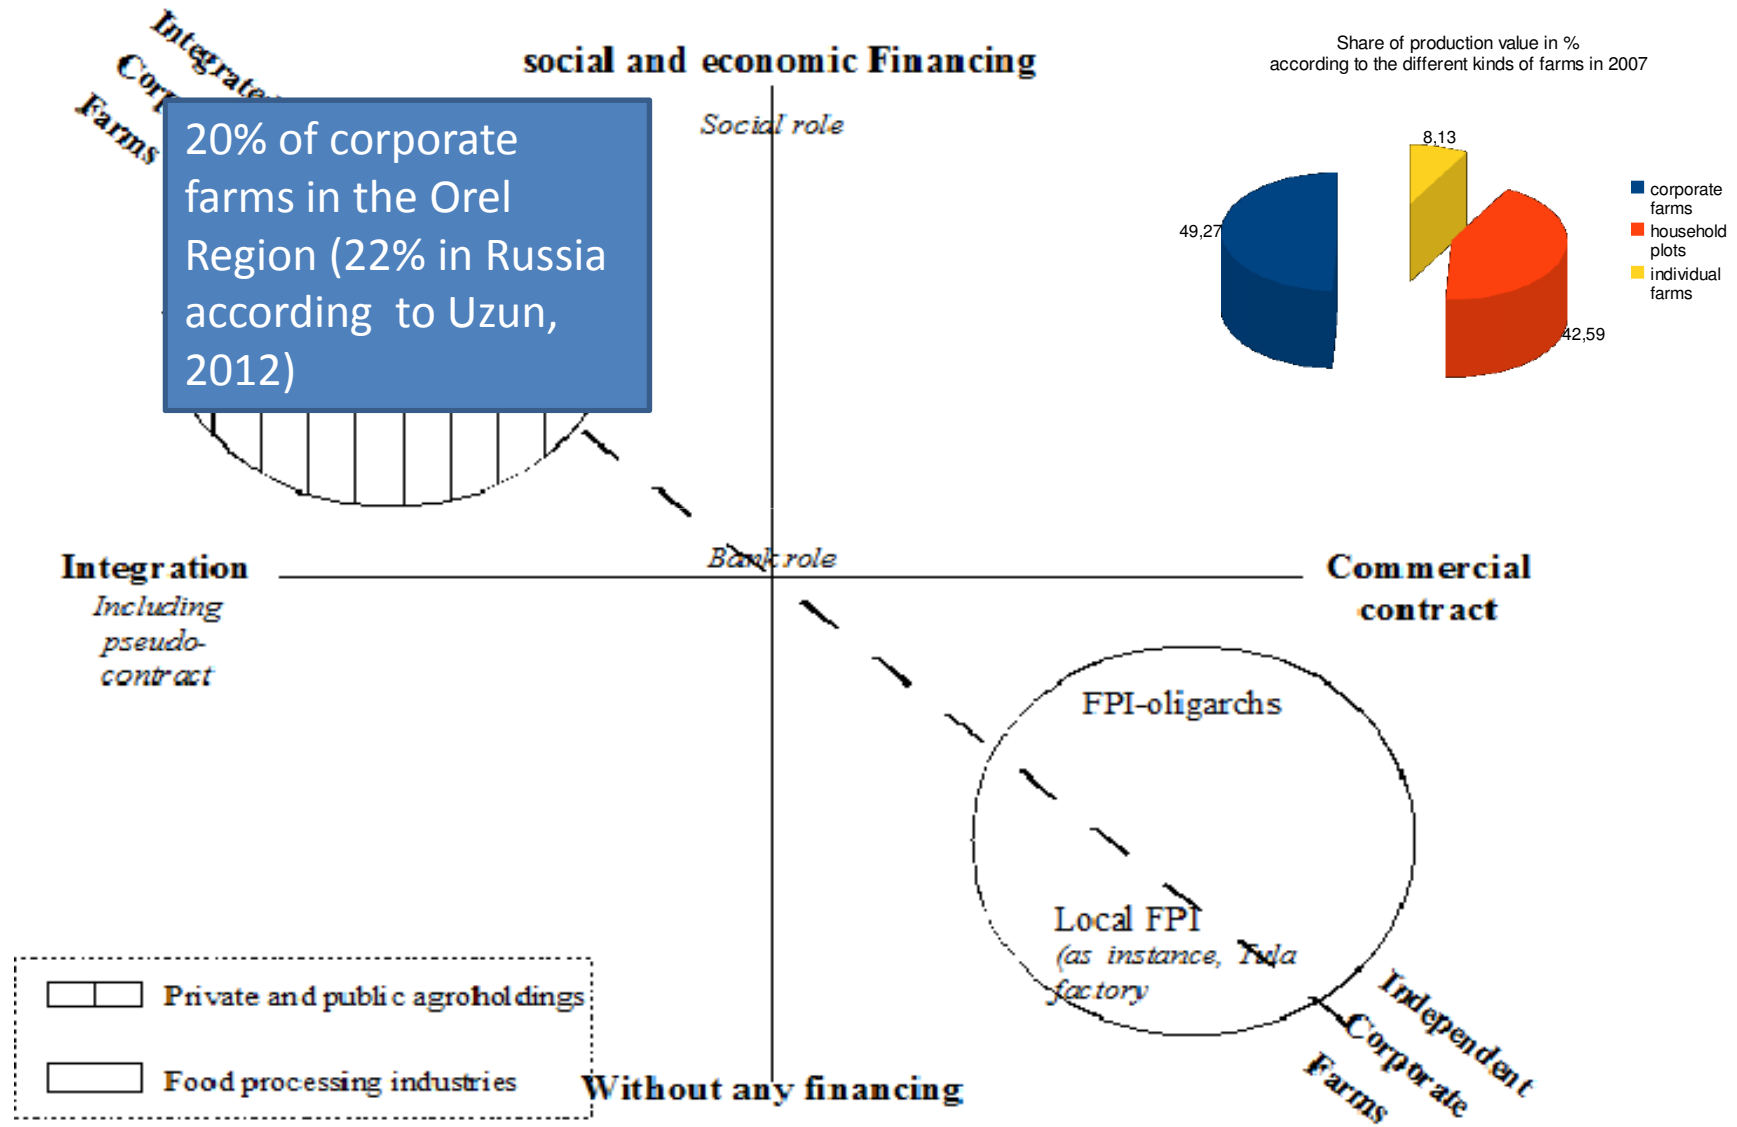 Integrated
Farms
social and economic Financing
Social role
20% of corporate
farms in the Orel
Region (22% in Russia
according to Uzun,
2012)
Share of production value in %
according to the different kinds of farms in 2007
8,13
49,27
42,59
corporate
farms
household
plots
individual
farms
Bank role
Integration
Including
pseudo-
contract
Commercial
contract
FPI-oligarchs
Local FPI
(as instance, Tula
factory
Independent
Corporate
Farms
Private and public agroholdings
Food processing industries
Without any financing